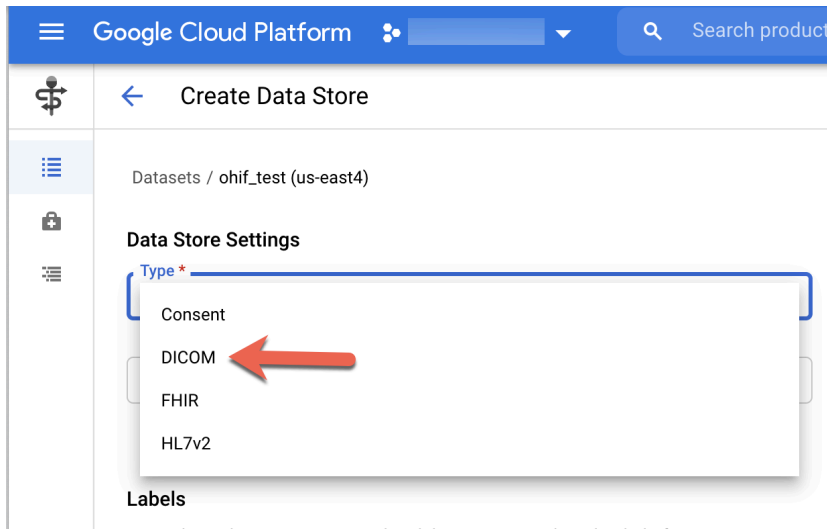 Google Cloud Platform
Search product
Create Data Store
Datasets / ohif_test (us-east4)
Data Store Settings
Type *
Consent
DICOM
FHIR
HL7v2
Labels